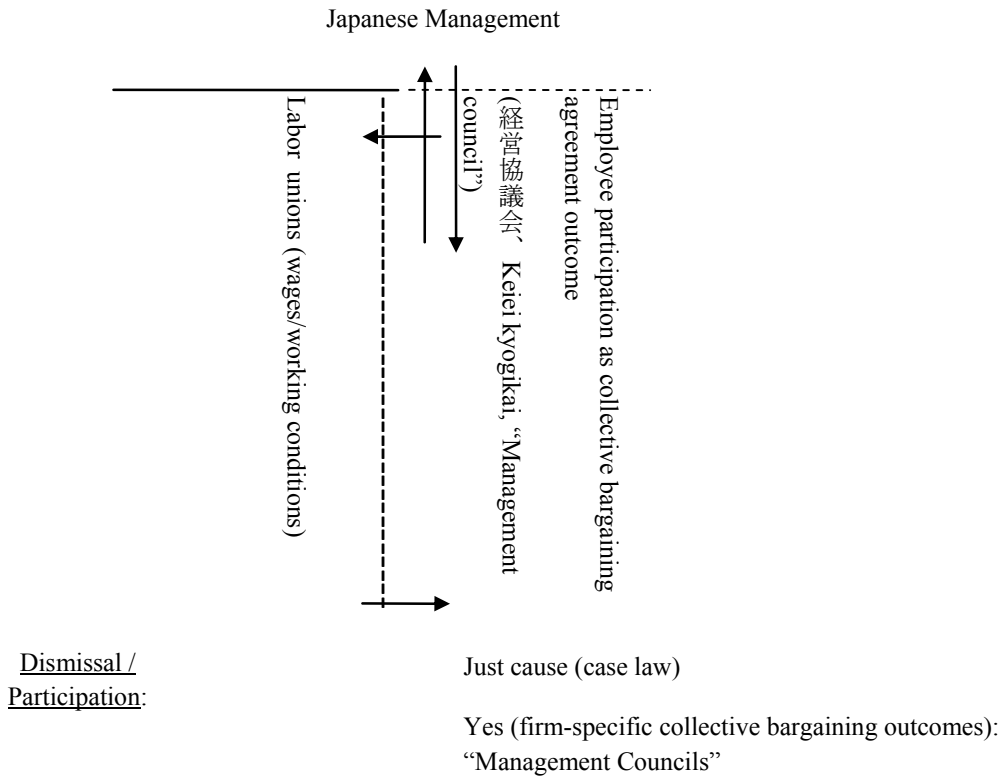 Japanese Management
Labor unions (wages/working conditions)
(経営協議会、 Keiei kyogikai, “Management
council”)
Employee participation as collective bargaining
agreement outcome
Dismissal /
Participation:
Just cause (case law)
Yes (firm-specific collective bargaining outcomes):
“Management Councils”